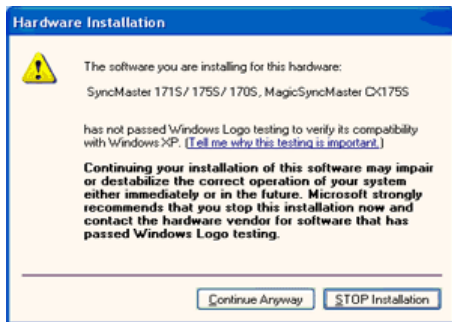 Hardware Installation
The software you are installing for this hardware:
SyncMaster 171S/ 175S/ 170S, MagicSyncMaster CX175S
has not passed Windows Logo testing to verify its compatibility
with Windows XP. (Tell me why this testing is important.)
Continuing your installation of this software may impair
or destabilize the correct operation of your system
either immediately or in the future. Microsoft strongly
recommends that you stop this installation now and
contact the hardware vendor for software that has
passed Windows Logo testing.
Continue Anyway
STOP Installation